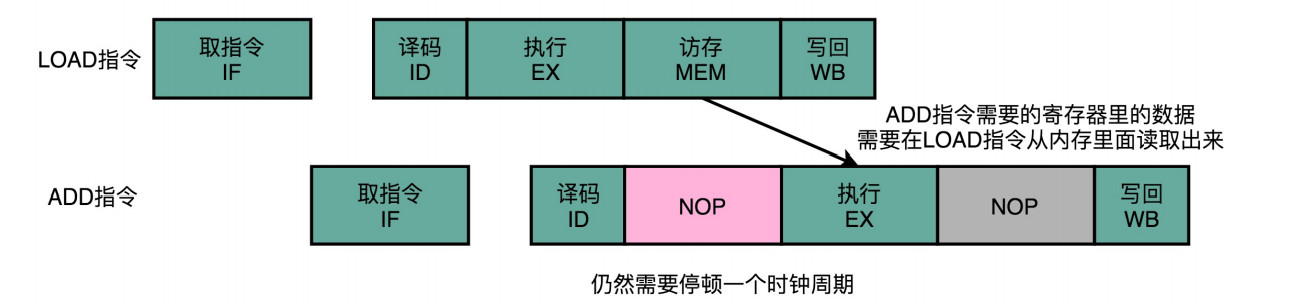 LOAD指令
取指令
IF
译码
ID
执行
EX
访存
MEM
写回
WB
ADD指令需要的寄存器里的数据
需要在LOAD指令从内存里面读取出来
ADD指令
取指令
IF
译码
ID
NOP
执行
EX
NOP
写回
WB
仍然需要停顿一个时钟周期